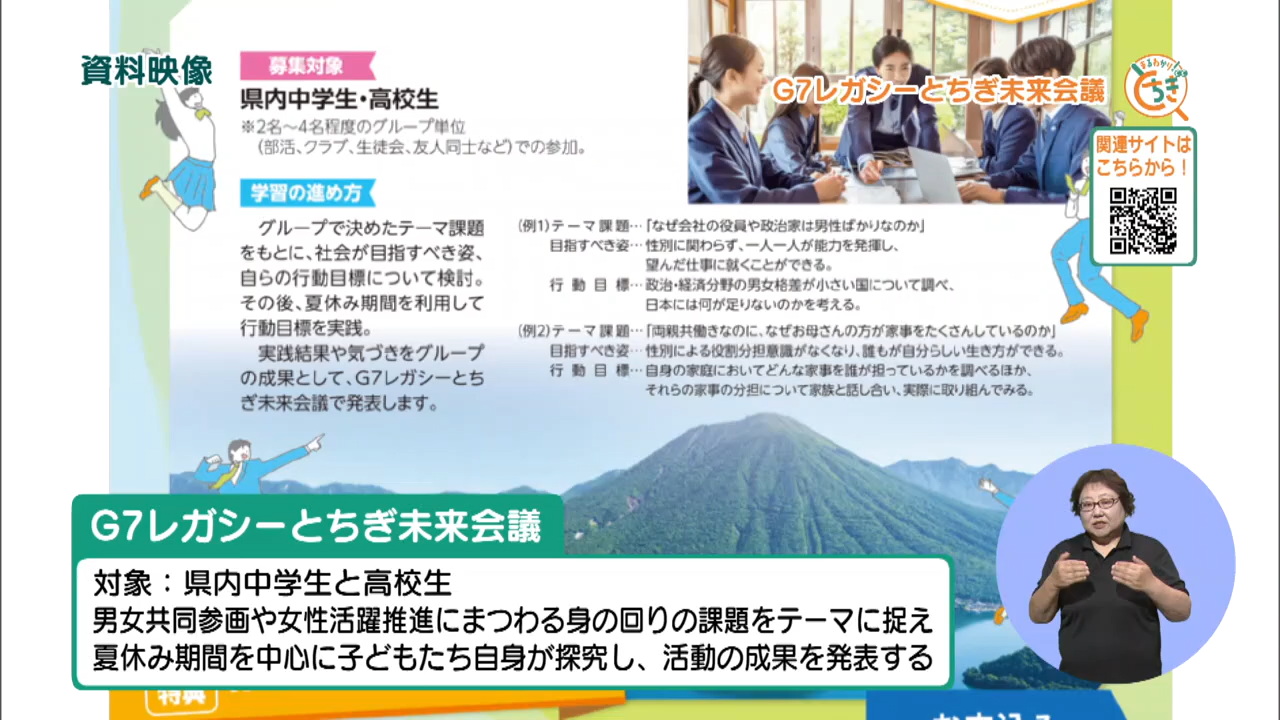 資料映像
募集対象
県内中学生・高校生
※2名～4名程度のグループ単位
（部活、クラブ、生徒会、友人同士など）での参加。
G7レガシーとちぎ未来会議
まるわかり！
とちぎ
関連サイトは
こちらから！
学習の進め方
グループで決めたテーマ課題
をもとに、社会が目指すべき姿、
自らの行動目標について検討。
その後、夏休み期間を利用して
行動目標を実践。
実践結果や気づきをグループ
の成果として、G7レガシーとち
ぎ未来会議で発表します。
（例1）テーマ課題…「なぜ会社の役員や政治家は男性ばかりなのか」
目指すべき姿…性別に関わらず、一人一人が能力を発揮し、
望んだ仕事に就くことができる。
行動目標…政治・経済分野の男女格差が小さい国について調べ、
日本には何が足りないのかを考える。
（例2）テーマ課題…「両親共働きなのに、なぜお母さんの方が家事をたくさんしているのか」
目指すべき姿…性別による役割分担意識がなくなり、誰もが自分らしい生き方ができる。
行動目標…自身の家庭においてどんな家事を誰が担っているかを調べるほか、
それらの家事の分担について家族と話し合い、実際に取り組んでみる。
G7レガシーとちぎ未来会議
対象：県内中学生と高校生
男女共同参画や女性活躍推進にまつわる身の回りの課題をテーマに捉え
夏休み期間を中心に子どもたち自身が探究し、活動の成果を発表する
特典